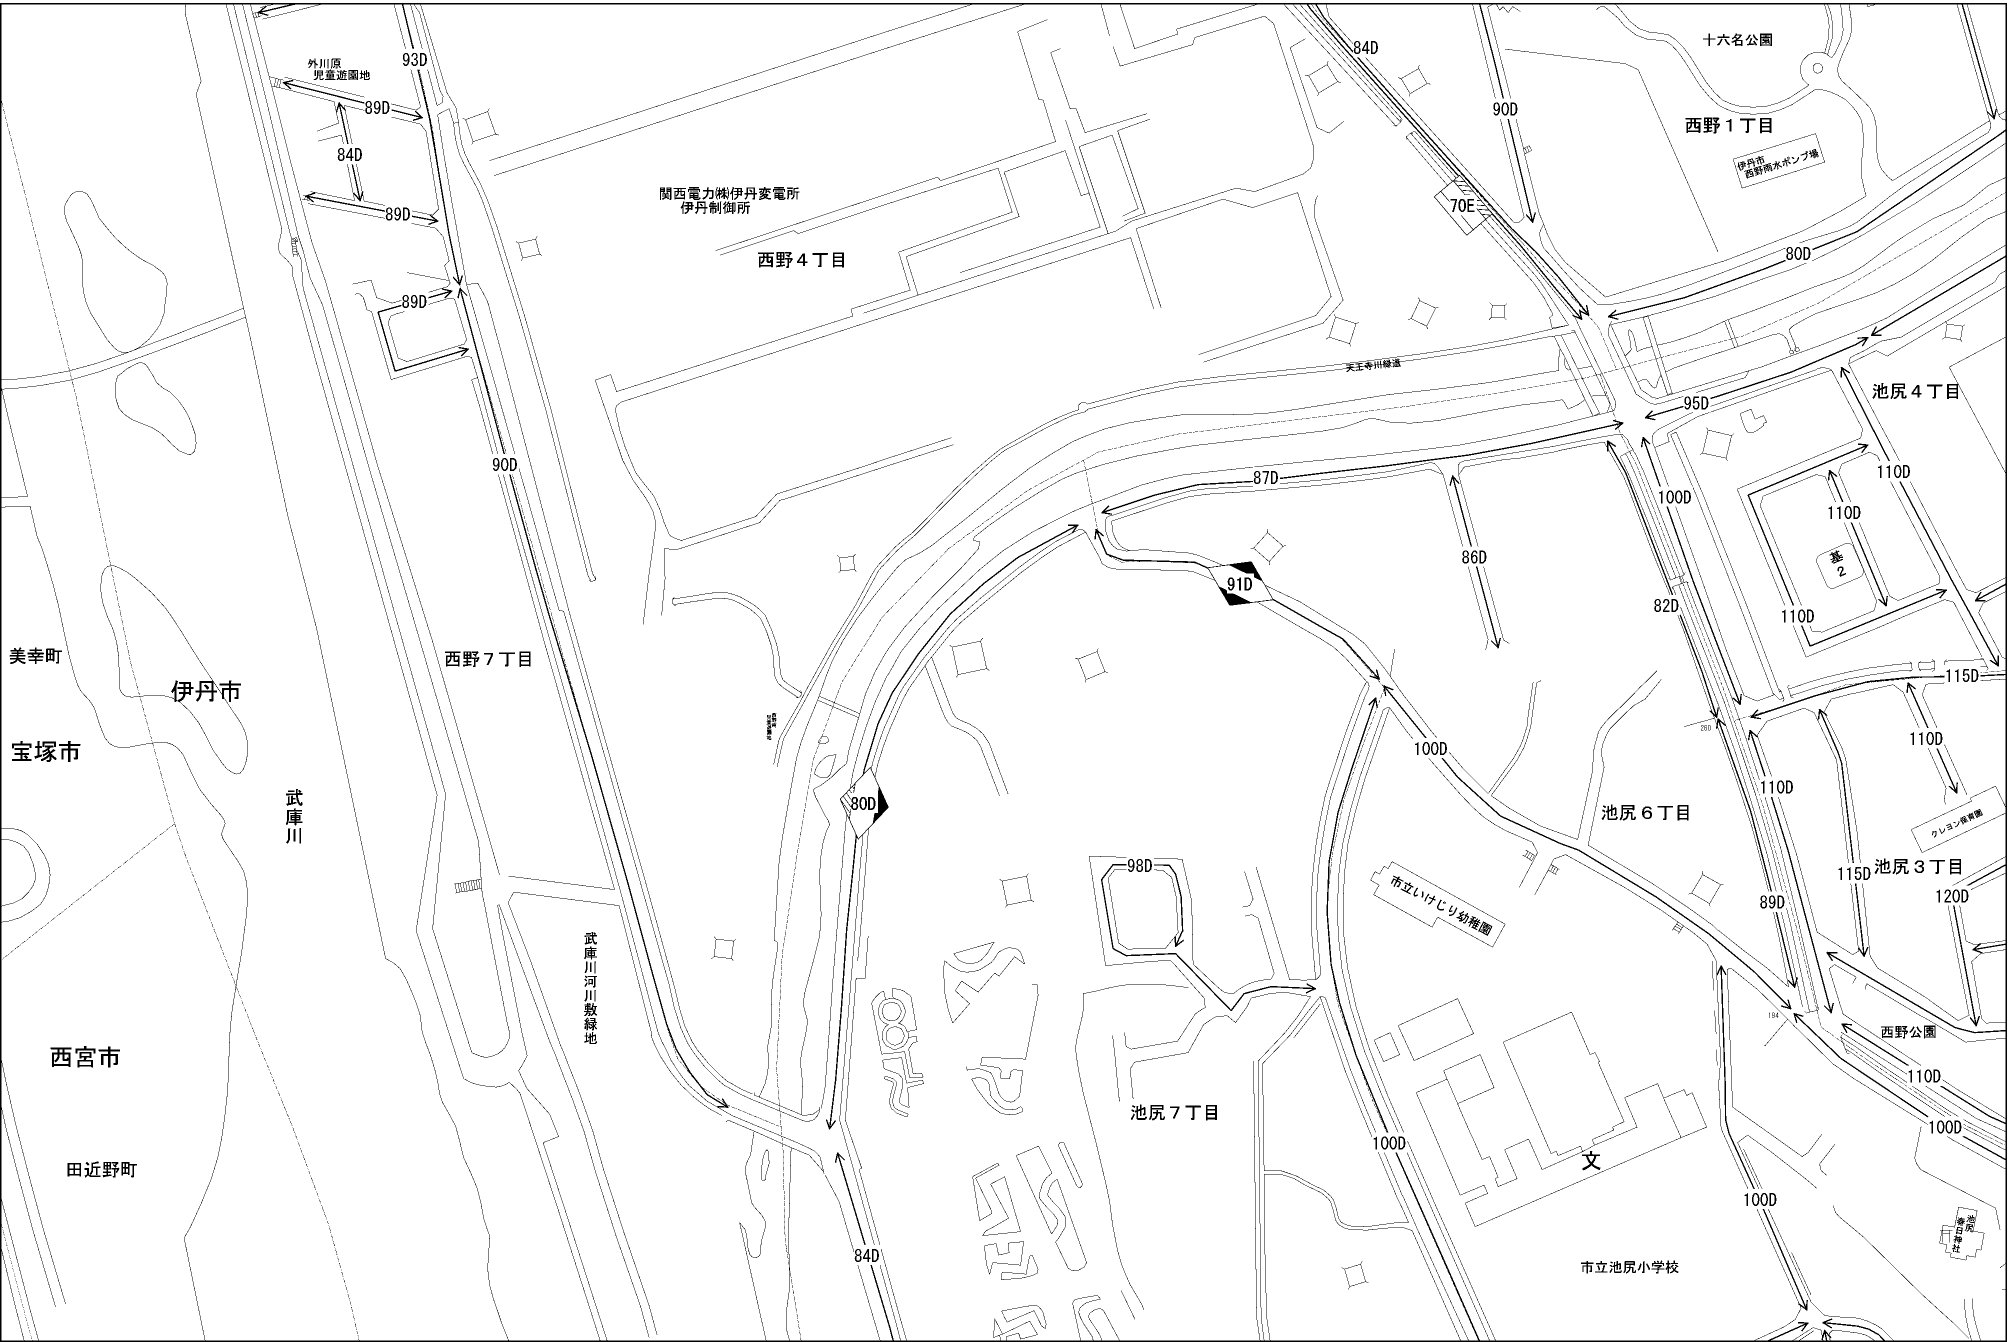 84D
十六名公園
93D
外川原
児童遊園地
89D
90D
西野１丁目
伊丹市
西野雨水ポンプ場
84D
関西電力㈱伊丹変電所
伊丹制御所
70E
89D
西野４丁目
80D
89D
天王寺川緑道
池尻４丁目
95D
90D
87D
110D
100D
110D
86D
基
2
91D
82D
110D
美幸町
西野７丁目
伊丹市
115D
260
宝塚市
100D
110D
110D
武庫川
80D
池尻６丁目
クレヨン保育園
98D
池尻３丁目
115D
市立いけじり幼稚園
120D
89D
武庫川河川敷緑地
194
西野公園
西宮市
110D
池尻７丁目
100D
100D
文
田近野町
100D
84D
池尻
春日神社
市立池尻小学校